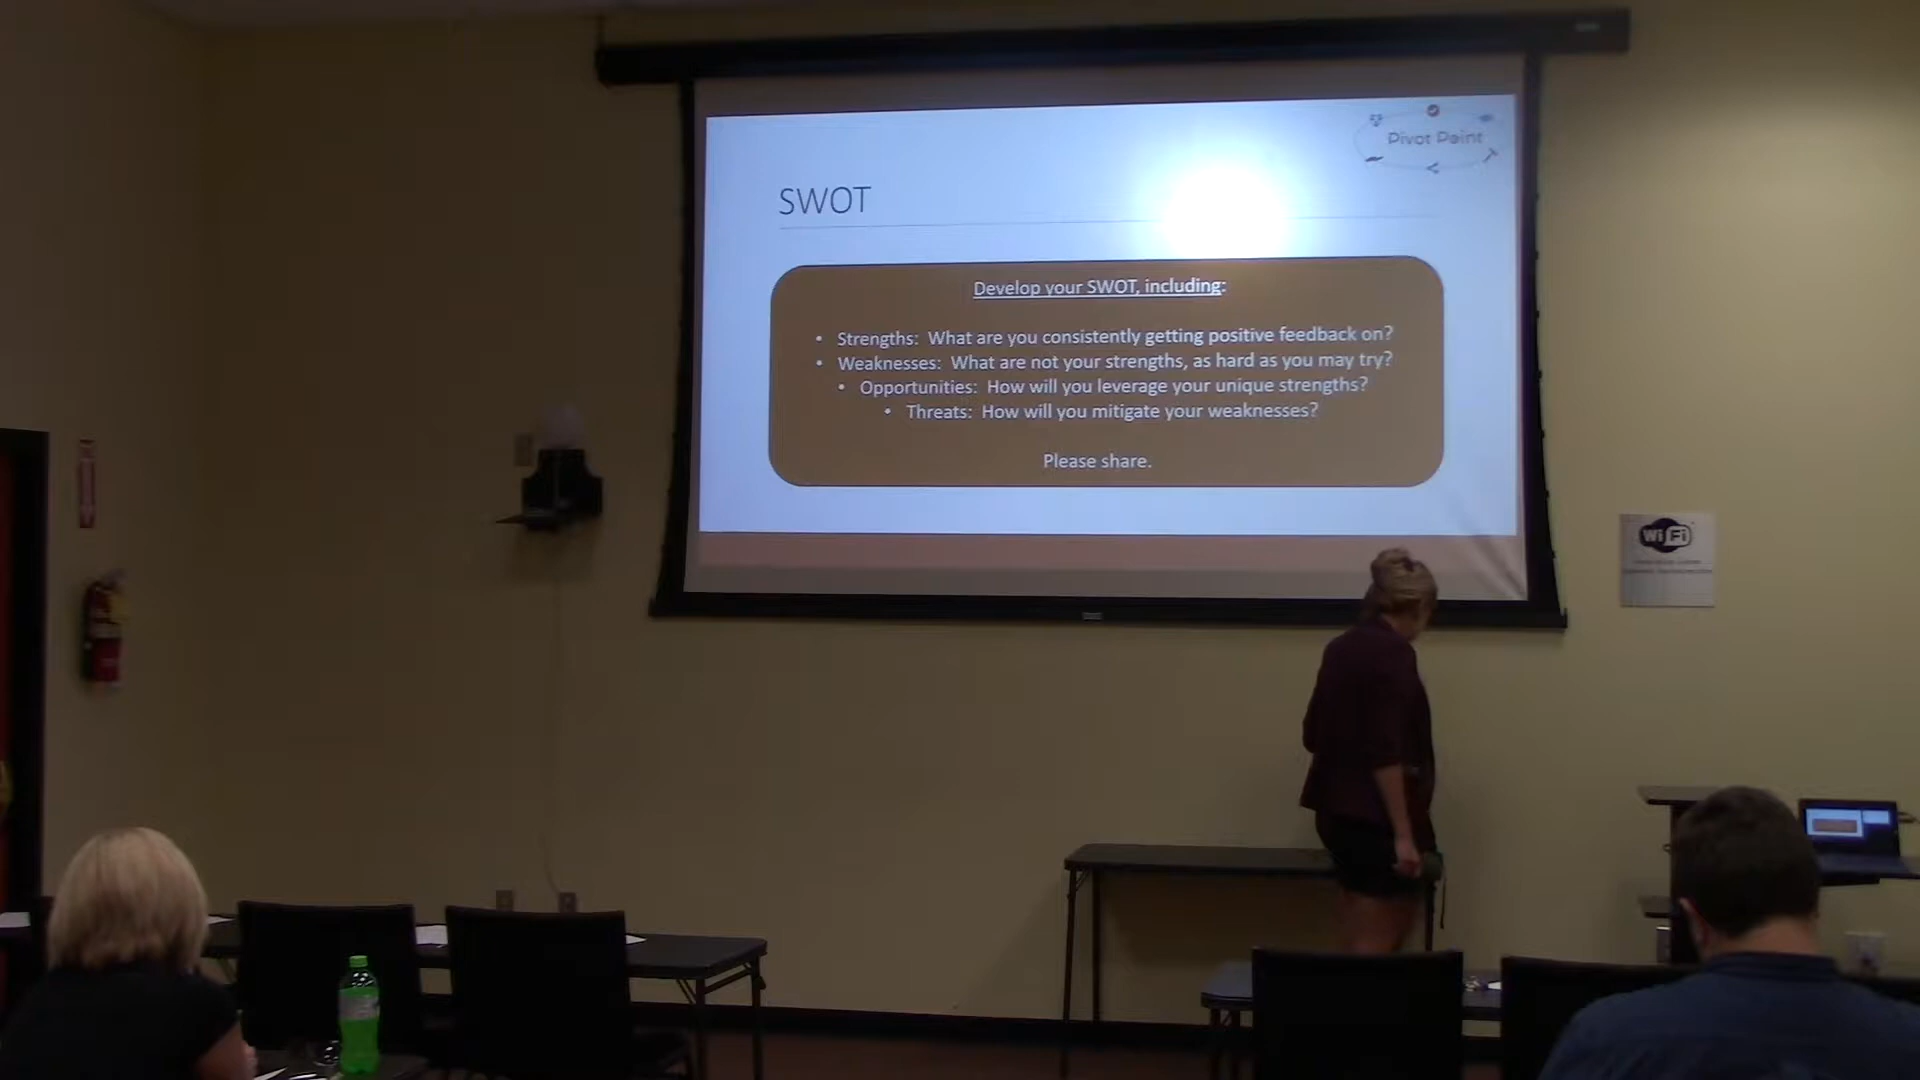 Pivot Point
SWOT
Develop your SWOT, including:
• Strengths: What are you consistently getting positive feedback on?
• Weaknesses: What are not your strengths, as hard as you may try?
• Opportunities: How will you leverage your unique strengths?
• Threats: How will you mitigate your weaknesses?
Please share.
Wi Fi